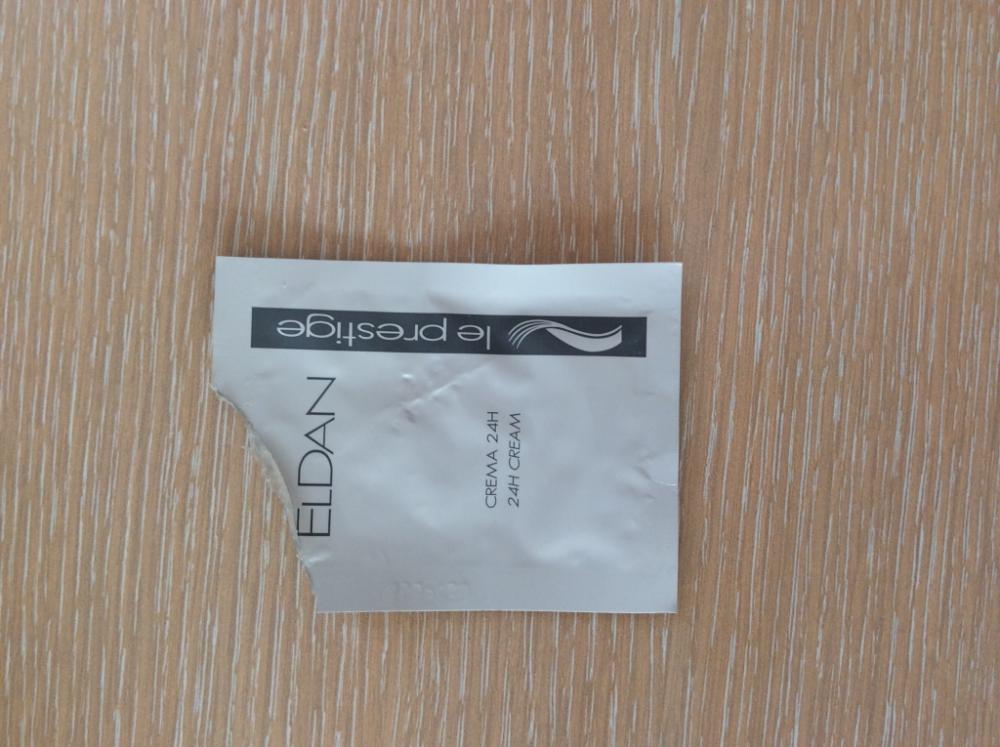 ELDAN
le prestige
CREMA 24H
24H CREAM